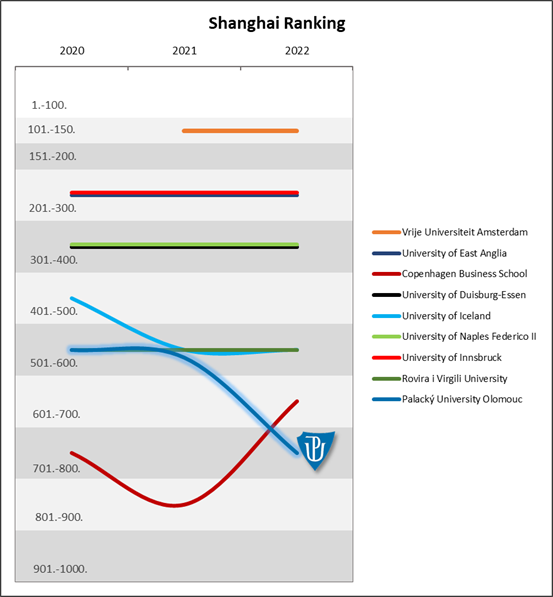 Shanghai Ranking
2020 2021 2022
1.-100.
101.-150.
151.-200.
201.-300.
301.-400.
401.-500.
501.-600.
601.-700.
701.-800.
801.-900.
901.-1000.
Vrije Universiteit Amsterdam
University of East Anglia
Copenhagen Business School
University of Duisburg-Essen
University of Iceland
University of Naples Federico II
University of Innsbruck
Rovira i Virgili University
Palacký University Olomouc
UP